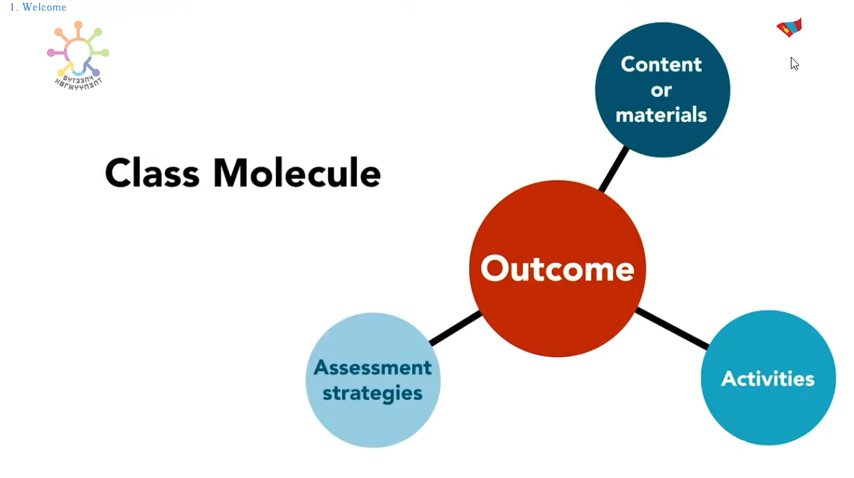 1. Welcome
Class Molecule
Content
or
materials
Outcome
Assessment
strategies
Activities